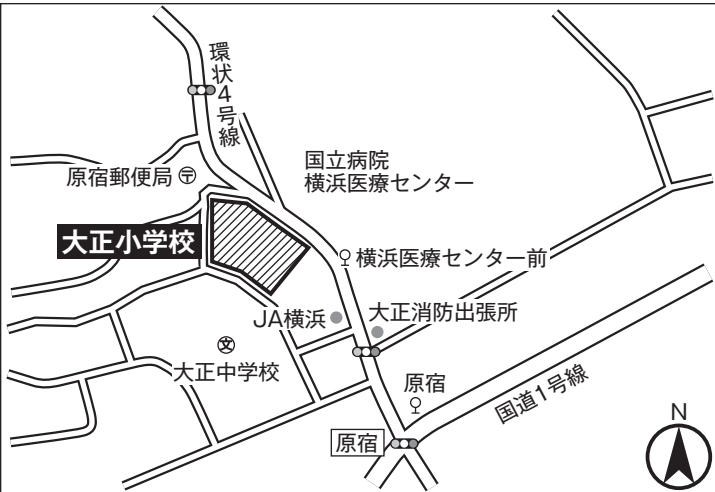 環状4号線
国立病院
横浜医療センター
原宿郵便局
大正小学校
横浜医療センター前
JA横浜
大正消防出張所
文
大正中学校
原宿
国道1号線
原宿
N